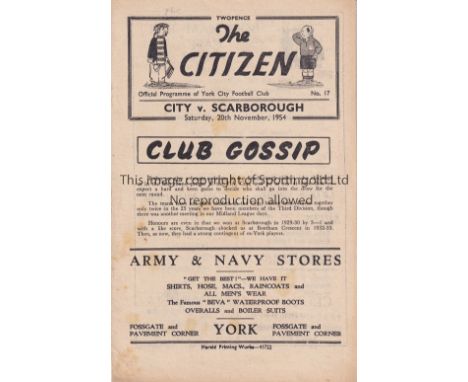 TWOPENCE
The
CITIZEN
Official Programme of York City Football Club No. 17
CITY v. SCARBOROUGH
Saturday, 20th November, 1954
CLUB GOSSIP
This image copyright of Sportingold Ltd
No reproduction allowed
expect a hard and keen game to decide who shall go into the draw for the
next round.
only twice in the 25 years we have been members of the Third Division, though
there was another meeting in our Midland League days.
Honours are even in that we won at Scarborough in 1929-30 by 3—1 and
with a like score, Scarborough shocked us at Bootham Crescent in 1932-33.
Then, as now, they had a strong contingent of ex-York players.
ARMY & NAVY STORES
"GET THE BEST!"—WE HAVE IT
SHIRTS, HOSE, MACS., RAINCOATS and
ALL MEN'S WEAR
The Famous "BEVA" WATERPROOF BOOTS
OVERALLS and BOILER SUITS
FOSSGATE and PAVEMENT CORNER
YORK
FOSSGATE and PAVEMENT CORNER
Herald Printing Works—